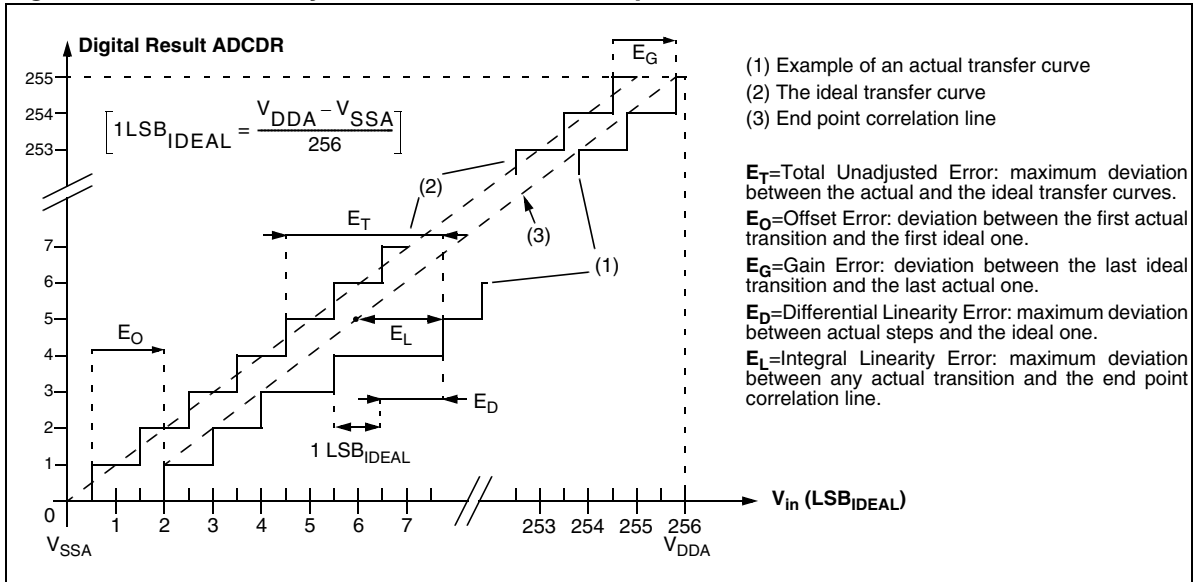 Digital Result ADCDR
E_G
255
254
253
[1LSB_IDEAL = (V_DDA – V_SSA) / 256]
(2)
E_T
(3)
(1)
7
6
5
4
3
2
1
0
E_O
E_L
E_D
1 LSB_IDEAL
1 2 3 4 5 6 7 253 254 255 256
V_SSA
V_DDA
V_in (LSB_IDEAL)
(1) Example of an actual transfer curve
(2) The ideal transfer curve
(3) End point correlation line
E_T=Total Unadjusted Error: maximum deviation
between the actual and the ideal transfer curves.
E_O=Offset Error: deviation between the first actual
transition and the first ideal one.
E_G=Gain Error: deviation between the last ideal
transition and the last actual one.
E_D=Differential Linearity Error: maximum deviation
between actual steps and the ideal one.
E_L=Integral Linearity Error: maximum deviation
between any actual transition and the end point
correlation line.